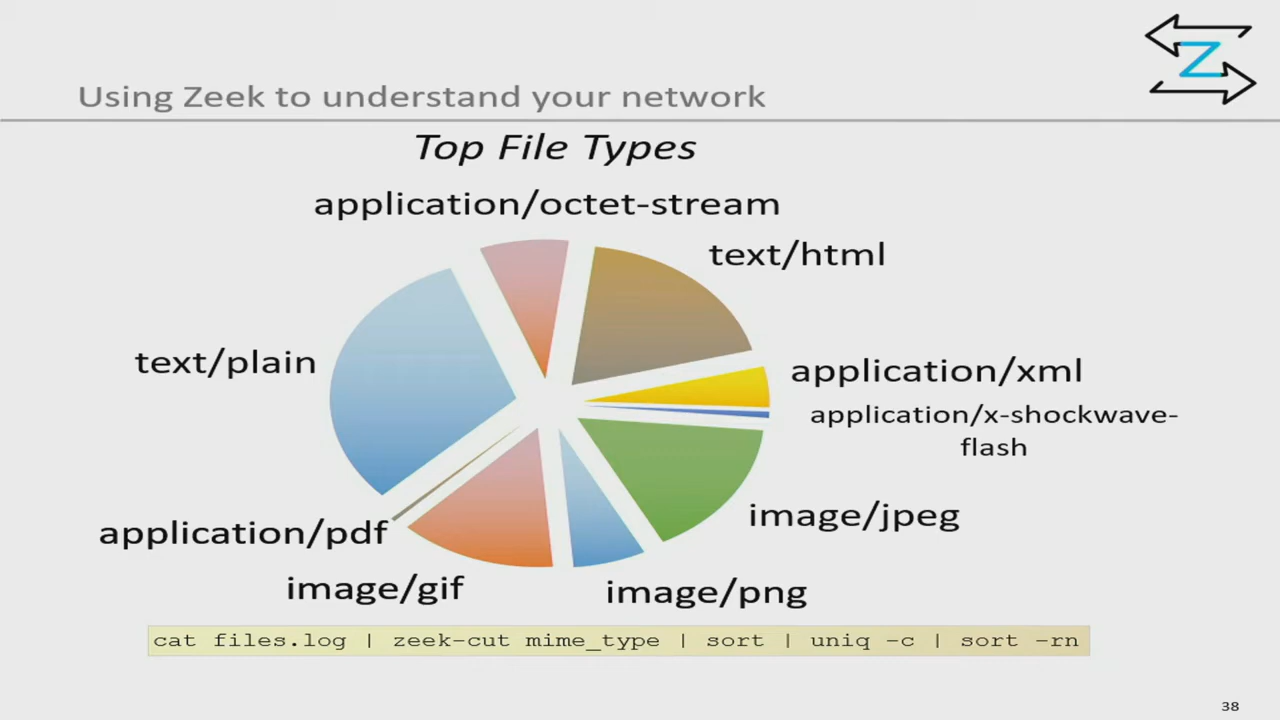 Using Zeek to understand your network
Top File Types
application/octet-stream
text/html
text/plain
application/xml
application/x-shockwave-
flash
image/jpeg
application/pdf
image/gif
image/png
cat files.log | zeek-cut mime_type | sort | uniq -c | sort -rn
38